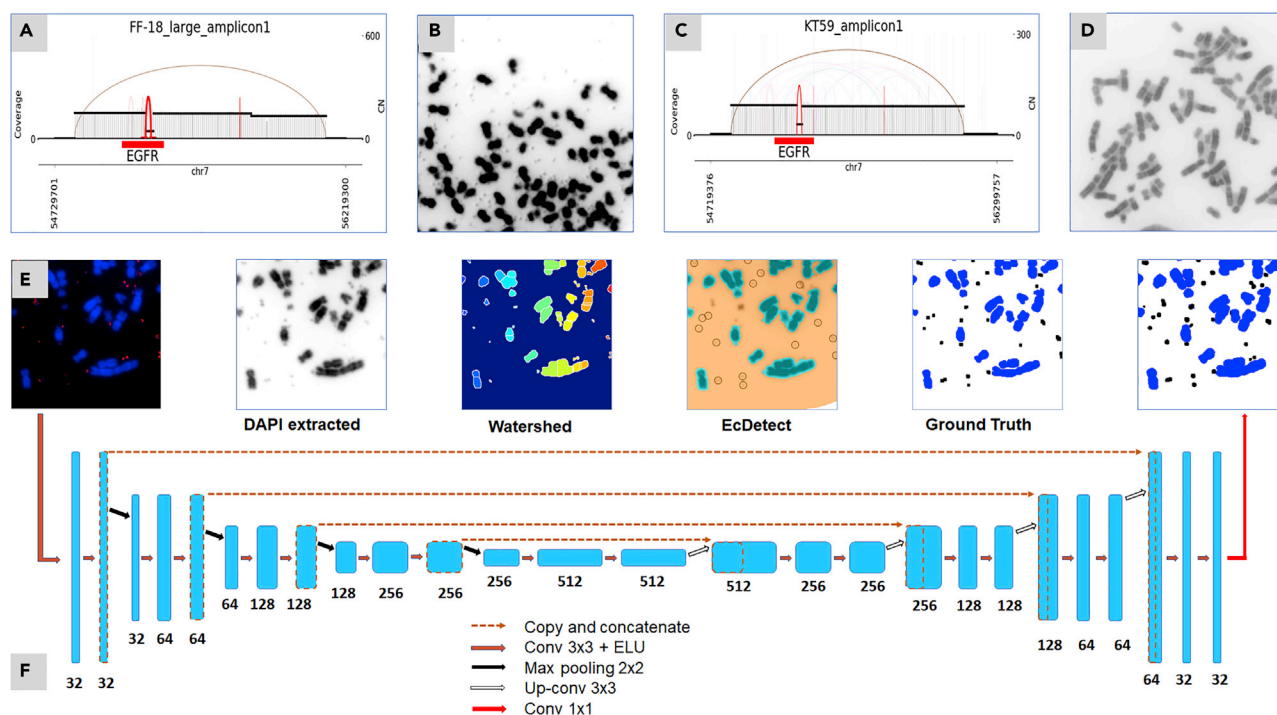 A
FF-18_large_amplicon1
600
Coverage
CN
0
0
EGFR
chr7
54729701
56219300
B
C
KT59_amplicon1
300
Coverage
CN
0
0
EGFR
chr7
54719376
56299757
D
E
DAPI extracted
Watershed
EcDetect
Ground Truth
32 32 32 64 64 64 128 128 128 256 256 256 512 512 512 256 256 256 128 128 128 64 64 64 32 32
Copy and concatenate
Conv 3x3 + ELU
Max pooling 2x2
Up-conv 3x3
Conv 1x1
F